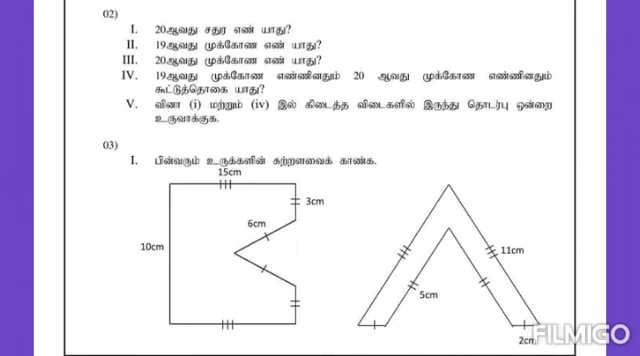 02)
I. 20ஆவது சதுர எண் யாது?
II. 19ஆவது முக்கோண எண் யாது?
III. 20ஆவது முக்கோண எண் யாது?
IV. 19ஆவது முக்கோண எண்ணினதும் 20 ஆவது முக்கோண எண்ணினதும்
கூட்டுத்தொகை யாது?
V. வினா (i) மற்றும் (iv) இல் கிடைத்த விடைகளில் இருந்து தொடர்பு ஒன்றை
உருவாக்குக.
03)
I. பின்வரும் உருக்களின் சுற்றளவைக் காண்க.
15cm
3cm
6cm
10cm
11cm
5cm
2cm
FILMIGO